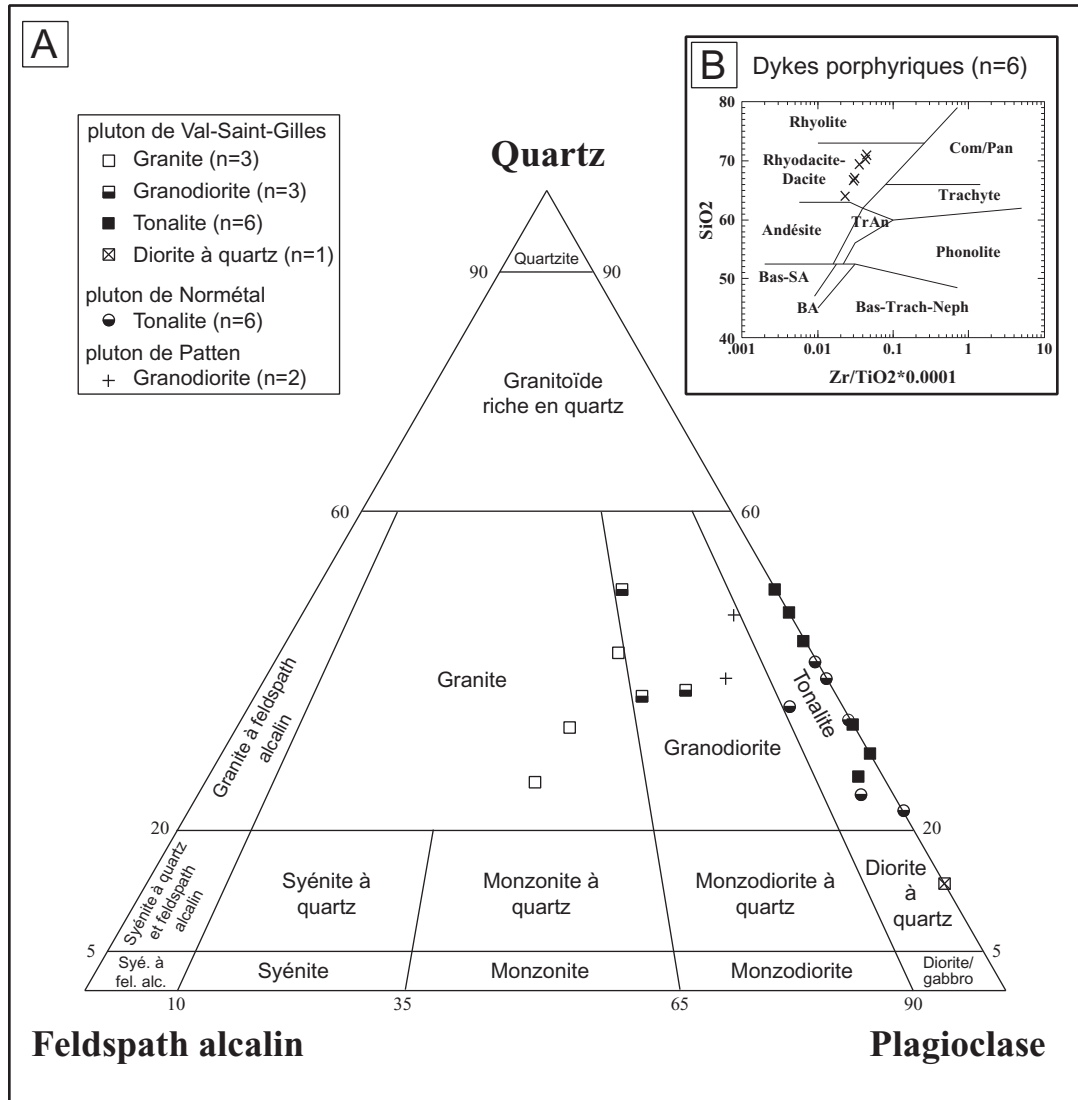 A
pluton de Val-Saint-Gilles
Granite (n=3)
Granodiorite (n=3)
Tonalite (n=6)
Diorite à quartz (n=1)
pluton de Normétal
Tonalite (n=6)
pluton de Patten
Granodiorite (n=2)
B
Dykes porphyriques (n=6)
80
70
60
50
40
SiO2
Rhyolite
Com/Pan
Rhyodacite-
Dacite
Trachyte
Andésite
TrAn
Phonolite
Bas-SA
BA
Bas-Trach-Neph
.001
0.01
0.1
1
10
Zr/TiO2*0.0001
Quartz
90
Quartzite
90
Granitoïde
riche en quartz
60
60
Granite à feldspath
alcalin
Granite
Granodiorite
Tonalite
20
20
Syénite à quartz
et feldspath
alcalin
Syénite à
quartz
Monzonite à
quartz
Monzodiorite à
quartz
Diorite
à
quartz
5
5
Syé. à
fel. alc.
Syénite
Monzonite
Monzodiorite
Diorite/
gabbro
10
35
65
90
Feldspath alcalin
Plagioclase